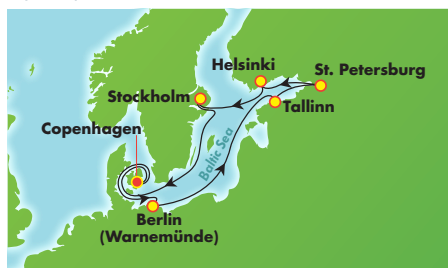 Helsinki
St. Petersburg
Stockholm
Tallinn
Copenhagen
Baltic Sea
Berlin
(Warnemünde)